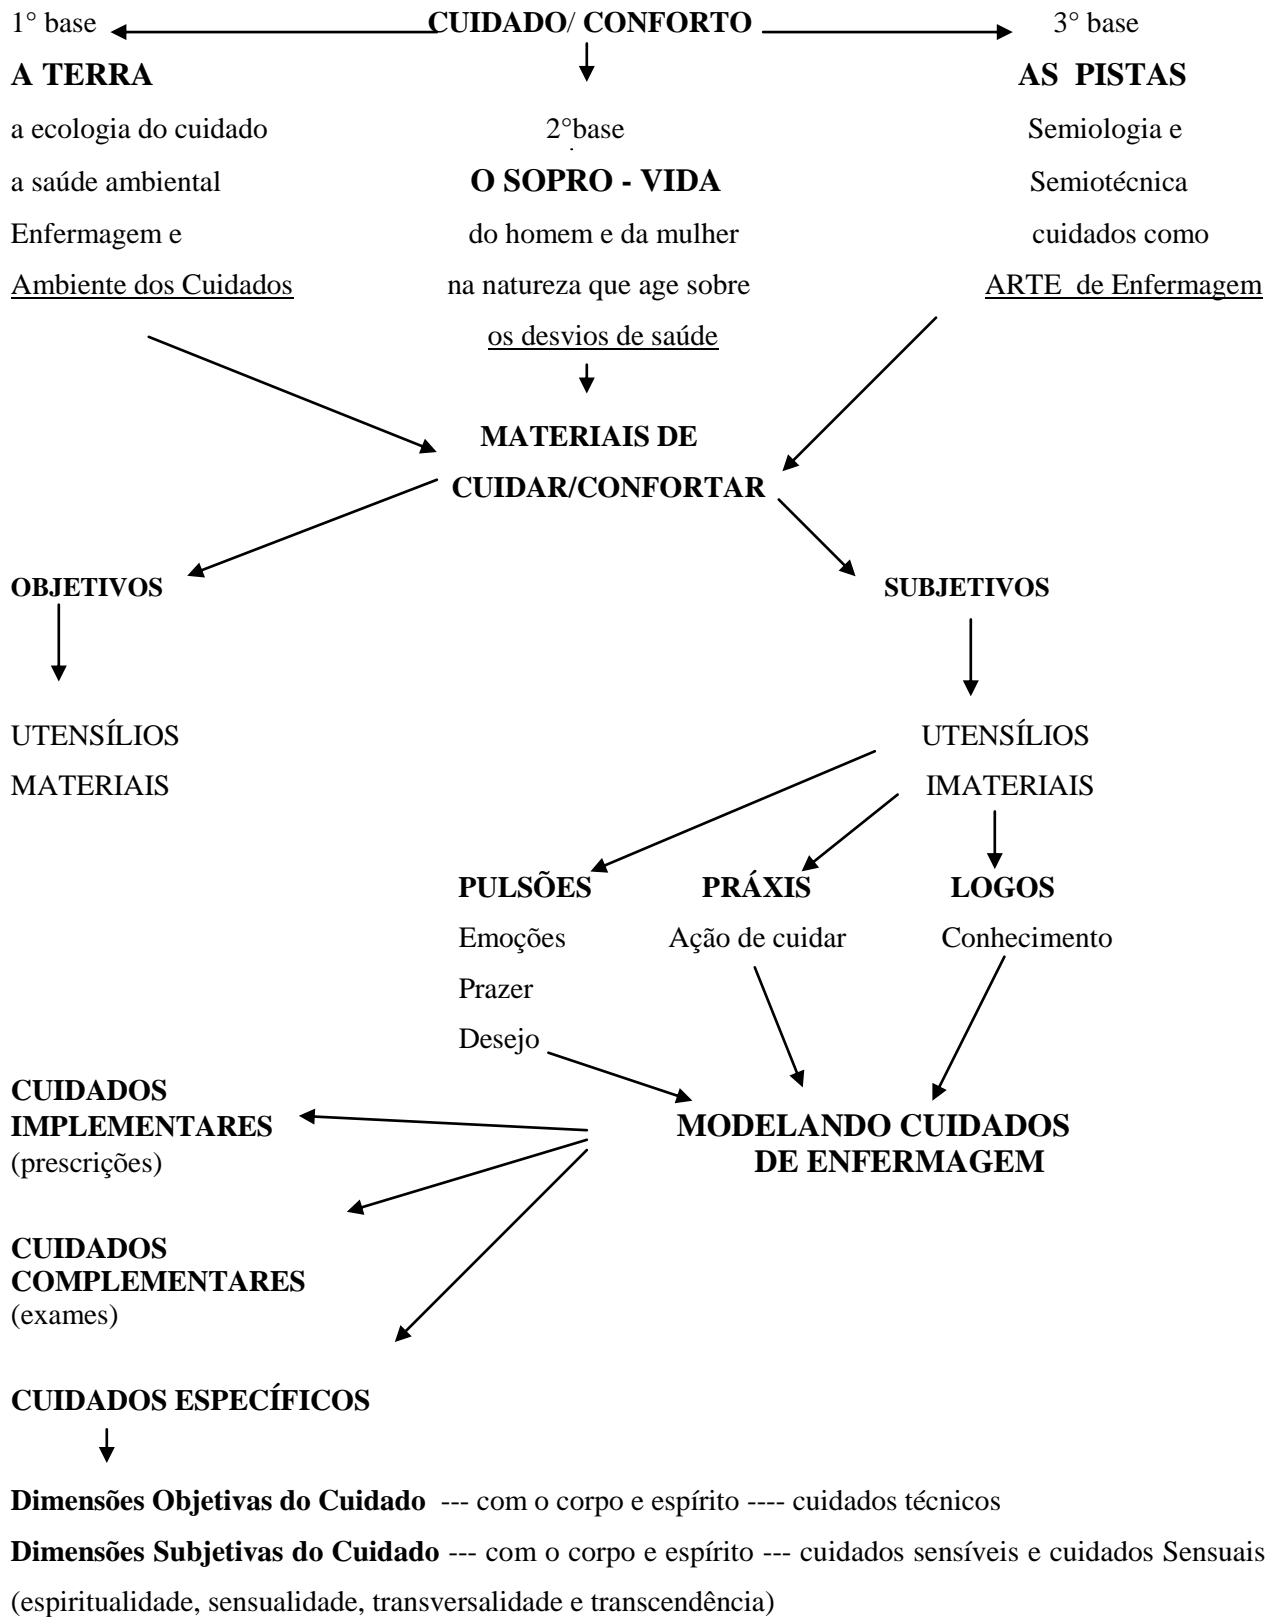 1° base
CUIDADO/ CONFORTO
3° base
A TERRA
AS PISTAS
a ecologia do cuidado
2°base
Semiologia e
a saúde ambiental
O SOPRO - VIDA
Semiotécnica
Enfermagem e
do homem e da mulher
cuidados como
Ambiente dos Cuidados
na natureza que age sobre
ARTE de Enfermagem
os desvios de saúde
MATERIAIS DE
CUIDAR/CONFORTAR
OBJETIVOS
SUBJETIVOS
UTENSÍLIOS
UTENSÍLIOS
MATERIAIS
IMATERIAIS
PULSÕES
PRÁXIS
LOGOS
Emoções
Ação de cuidar
Conhecimento
Prazer
Desejo
CUIDADOS
IMPLEMENTARES
(prescrições)
MODELANDO CUIDADOS
DE ENFERMAGEM
CUIDADOS
COMPLEMENTARES
(exames)
CUIDADOS ESPECÍFICOS
Dimensões Objetivas do Cuidado --- com o corpo e espírito ---- cuidados técnicos
Dimensões Subjetivas do Cuidado --- com o corpo e espírito --- cuidados sensíveis e cuidados Sensuais
(espiritualidade, sensualidade, transversalidade e transcendência)